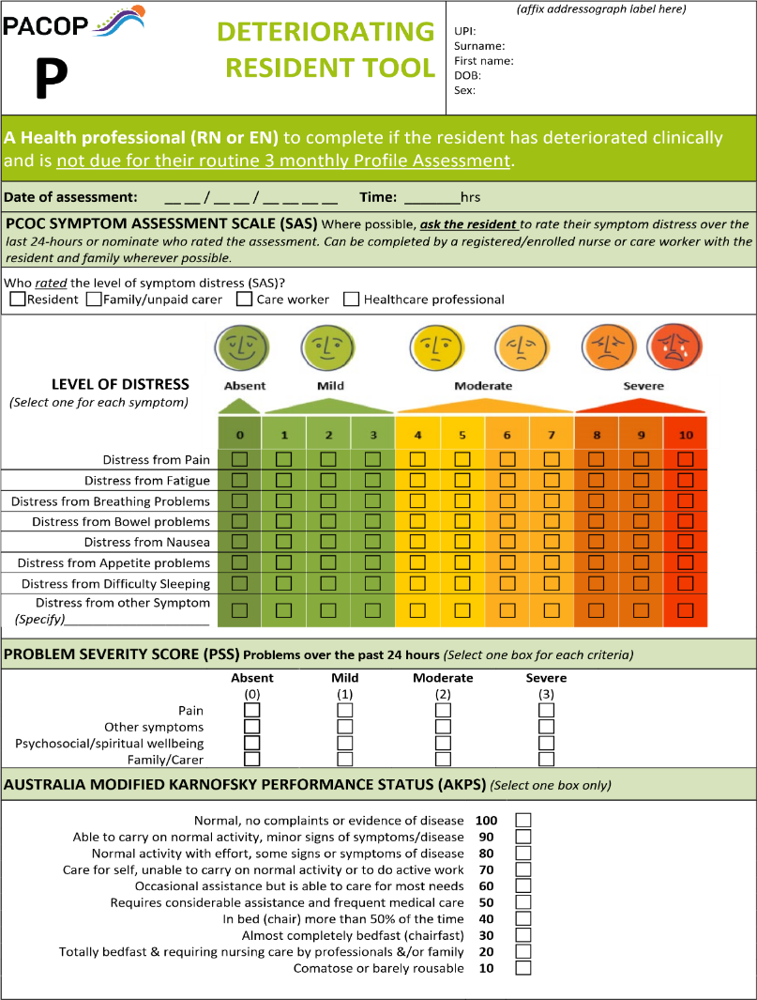 PACOP
P
DETERIORATING
RESIDENT TOOL
(affix addressograph label here)
UPI:
Surname:
First name:
DOB:
Sex:
A Health professional (RN or EN) to complete if the resident has deteriorated clinically
and is not due for their routine 3 monthly Profile Assessment.
Date of assessment: __ __ / __ __ / __ __ __ __ Time: _______hrs
PCOC SYMPTOM ASSESSMENT SCALE (SAS) Where possible, ask the resident to rate their symptom distress over the
last 24-hours or nominate who rated the assessment. Can be completed by a registered/enrolled nurse or care worker with the
resident and family wherever possible.
Who rated the level of symptom distress (SAS)?
Resident Family/unpaid carer Care worker Healthcare professional
LEVEL OF DISTRESS
(Select one for each symptom)
Absent Mild Moderate Severe
0 1 2 3 4 5 6 7 8 9 10
Distress from Pain
Distress from Fatigue
Distress from Breathing Problems
Distress from Bowel problems
Distress from Nausea
Distress from Appetite problems
Distress from Difficulty Sleeping
Distress from other Symptom
(Specify)____________________
PROBLEM SEVERITY SCORE (PSS) Problems over the past 24 hours (Select one box for each criteria)
Absent Mild Moderate Severe
(0) (1) (2) (3)
Pain
Other symptoms
Psychosocial/spiritual wellbeing
Family/Carer
AUSTRALIA MODIFIED KARNOFSKY PERFORMANCE STATUS (AKPS) (Select one box only)
Normal, no complaints or evidence of disease 100
Able to carry on normal activity, minor signs of symptoms/disease 90
Normal activity with effort, some signs or symptoms of disease 80
Care for self, unable to carry on normal activity or to do active work 70
Occasional assistance but is able to care for most needs 60
Requires considerable assistance and frequent medical care 50
In bed (chair) more than 50% of the time 40
Almost completely bedfast (chairfast) 30
Totally bedfast & requiring nursing care by professionals &/or family 20
Comatose or barely rousable 10